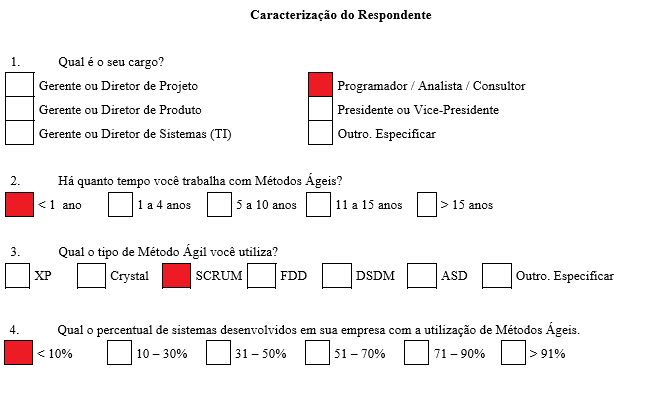 Caracterização do Respondente
1. Qual é o seu cargo?
Gerente ou Diretor de Projeto Programador / Analista / Consultor
Gerente ou Diretor de Produto Presidente ou Vice-Presidente
Gerente ou Diretor de Sistemas (TI) Outro. Especificar
2. Há quanto tempo você trabalha com Métodos Ágeis?
< 1 ano 1 a 4 anos 5 a 10 anos 11 a 15 anos > 15 anos
3. Qual o tipo de Método Ágil você utiliza?
XP Crystal SCRUM FDD DSDM ASD Outro. Especificar
4. Qual o percentual de sistemas desenvolvidos em sua empresa com a utilização de Métodos Ágeis.
< 10% 10 – 30% 31 – 50% 51 – 70% 71 – 90% > 91%